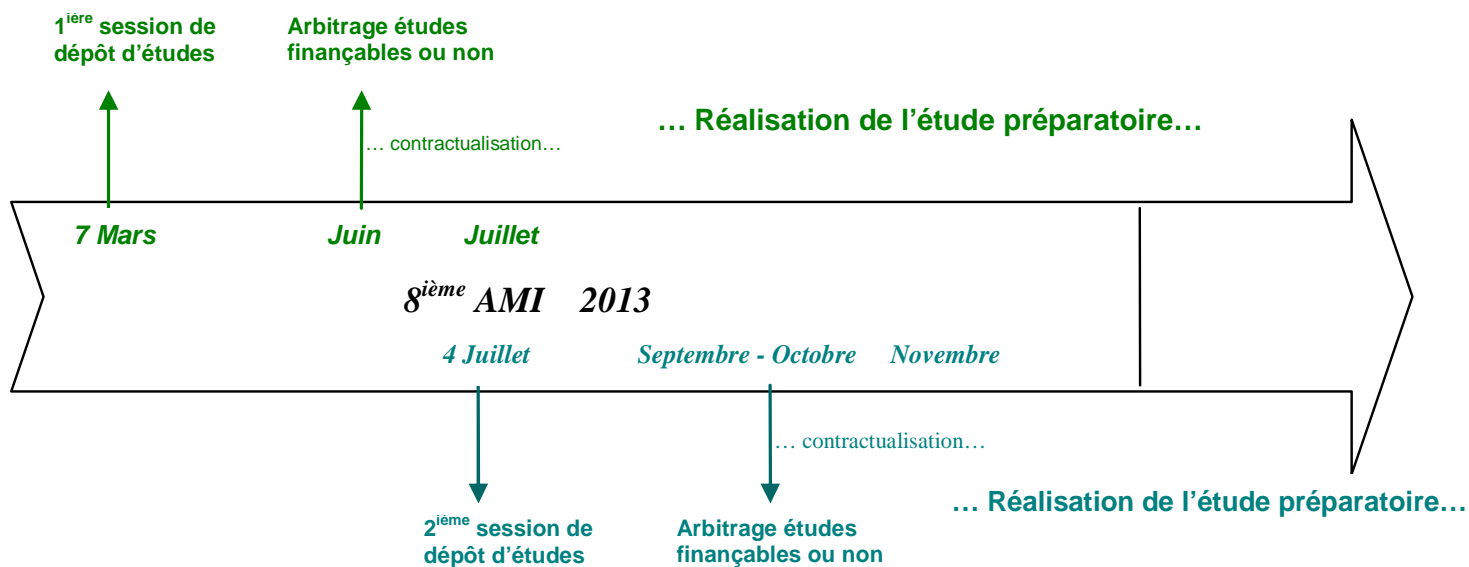 1ière session de dépôt d’études
Arbitrage études finançables ou non
… Réalisation de l’étude préparatoire…
… contractualisation…
7 Mars
Juin
Juillet
8ième AMI 2013
4 Juillet
Septembre - Octobre
Novembre
… contractualisation…
… Réalisation de l’étude préparatoire…
2ième session de dépôt d’études
Arbitrage études finançables ou non